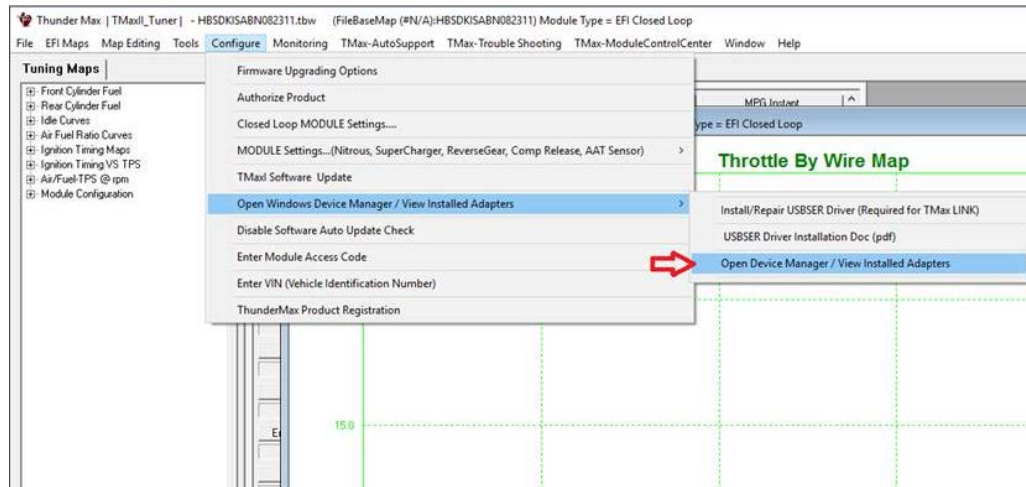 Thunder Max | TMaxII_Tuner| - HBSDKISABN082311.tbw (FileBaseMap (#N/A):HBSDKISABN082311) Module Type = EFI Closed Loop
File EFI Maps Map Editing Tools Configure Monitoring TMax-AutoSupport TMax-Trouble Shooting TMax-ModuleControlCenter Window Help
Tuning Maps
Front Cylinder Fuel
Rear Cylinder Fuel
Idle Curves
Air Fuel Ratio Curves
Ignition Timing Maps
Ignition Timing VS TPS
Air/Fuel-TPS @ rpm
Module Configuration
Firmware Upgrading Options
Authorize Product
Closed Loop MODULE Settings....
MODULE Settings...(Nitrous, SuperCharger, ReverseGear, Comp Release, AAT Sensor)
TMaxI Software Update
Open Windows Device Manager / View Installed Adapters
Disable Software Auto Update Check
Enter Module Access Code
Enter VIN (Vehicle Identification Number)
ThunderMax Product Registration
MPG Instant
ype = EFI Closed Loop
Throttle By Wire Map
Install/Repair USBSER Driver (Required for TMax LINK)
USBSER Driver Installation Doc (pdf)
Open Device Manager / View Installed Adapters
15.0